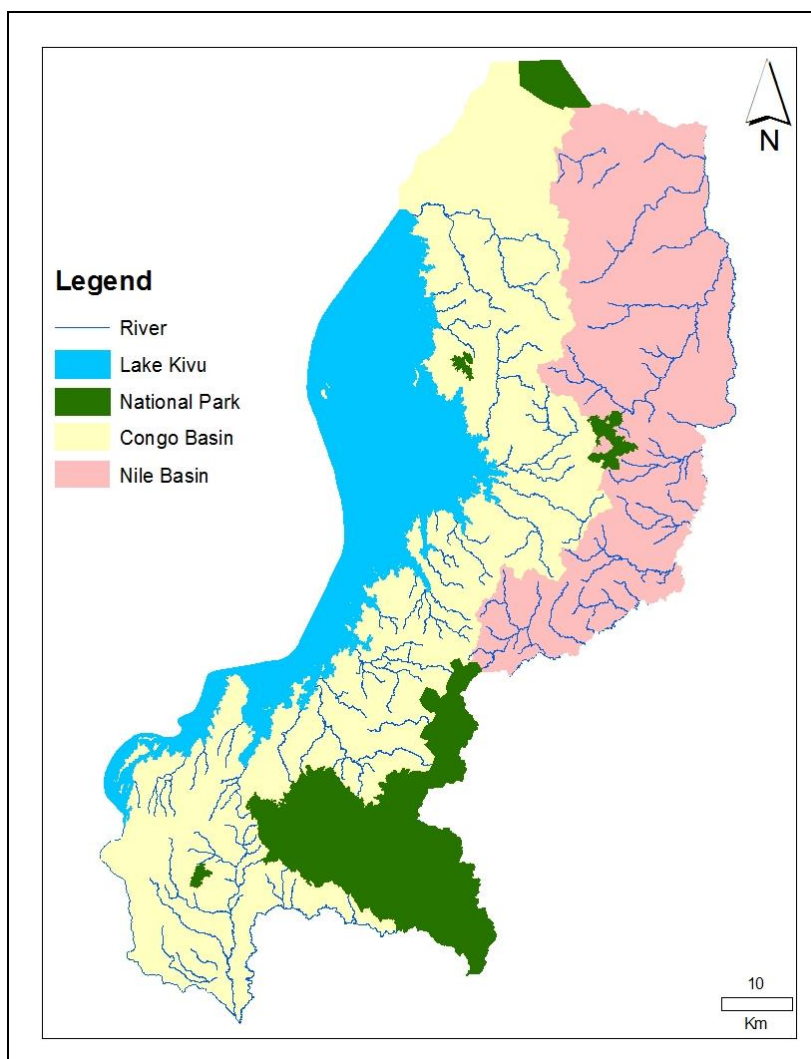 N
Legend
River
Lake Kivu
National Park
Congo Basin
Nile Basin
10
Km